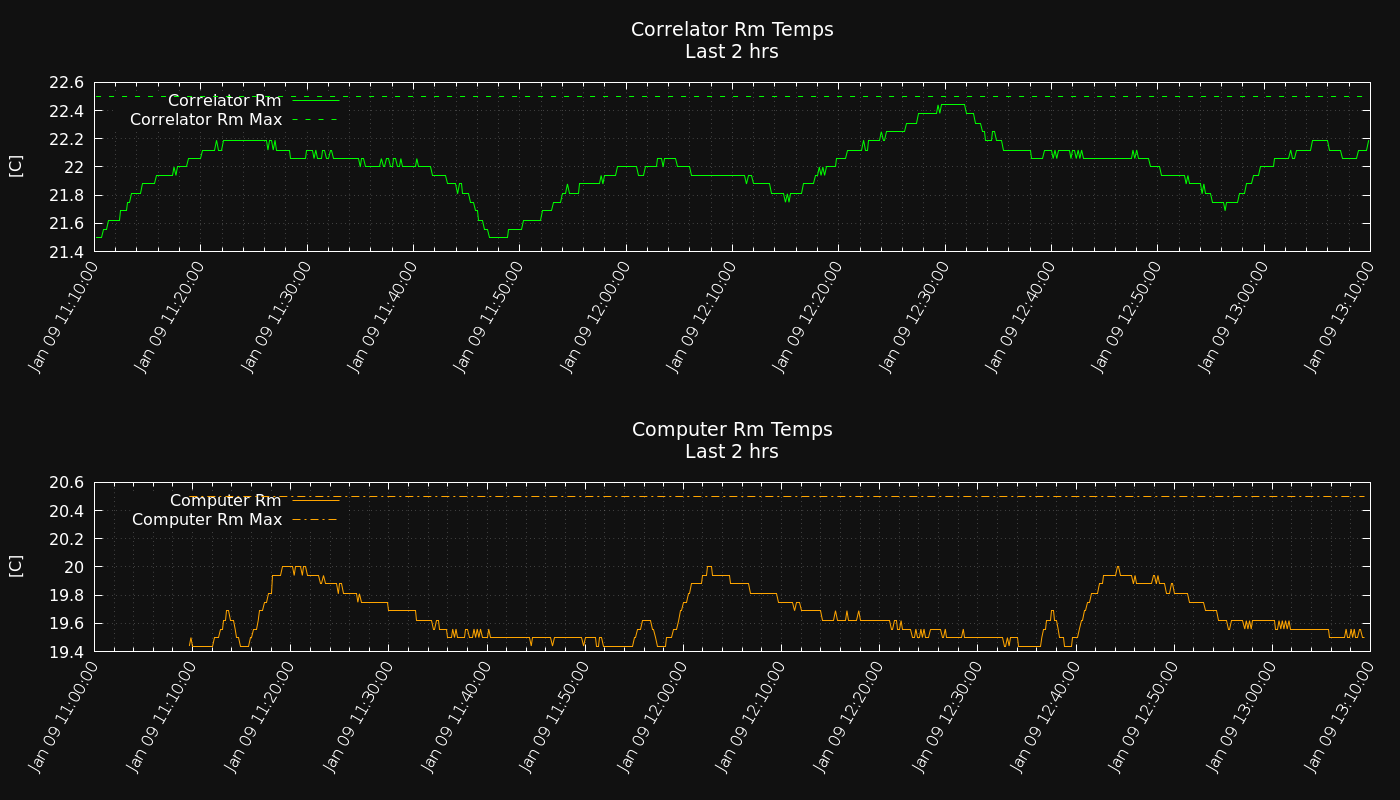 Correlator Rm Temps
Last 2 hrs
22.6
22.4
22.2
22
21.8
21.6
21.4
[C]
Correlator Rm
Correlator Rm Max
Jan 09 11:10:00
Jan 09 11:20:00
Jan 09 11:30:00
Jan 09 11:40:00
Jan 09 11:50:00
Jan 09 12:00:00
Jan 09 12:10:00
Jan 09 12:20:00
Jan 09 12:30:00
Jan 09 12:40:00
Jan 09 12:50:00
Jan 09 13:00:00
Jan 09 13:10:00
Computer Rm Temps
Last 2 hrs
20.6
20.4
20.2
20
19.8
19.6
19.4
[C]
Computer Rm
Computer Rm Max
Jan 09 11:00:00
Jan 09 11:10:00
Jan 09 11:20:00
Jan 09 11:30:00
Jan 09 11:40:00
Jan 09 11:50:00
Jan 09 12:00:00
Jan 09 12:10:00
Jan 09 12:20:00
Jan 09 12:30:00
Jan 09 12:40:00
Jan 09 12:50:00
Jan 09 13:00:00
Jan 09 13:10:00